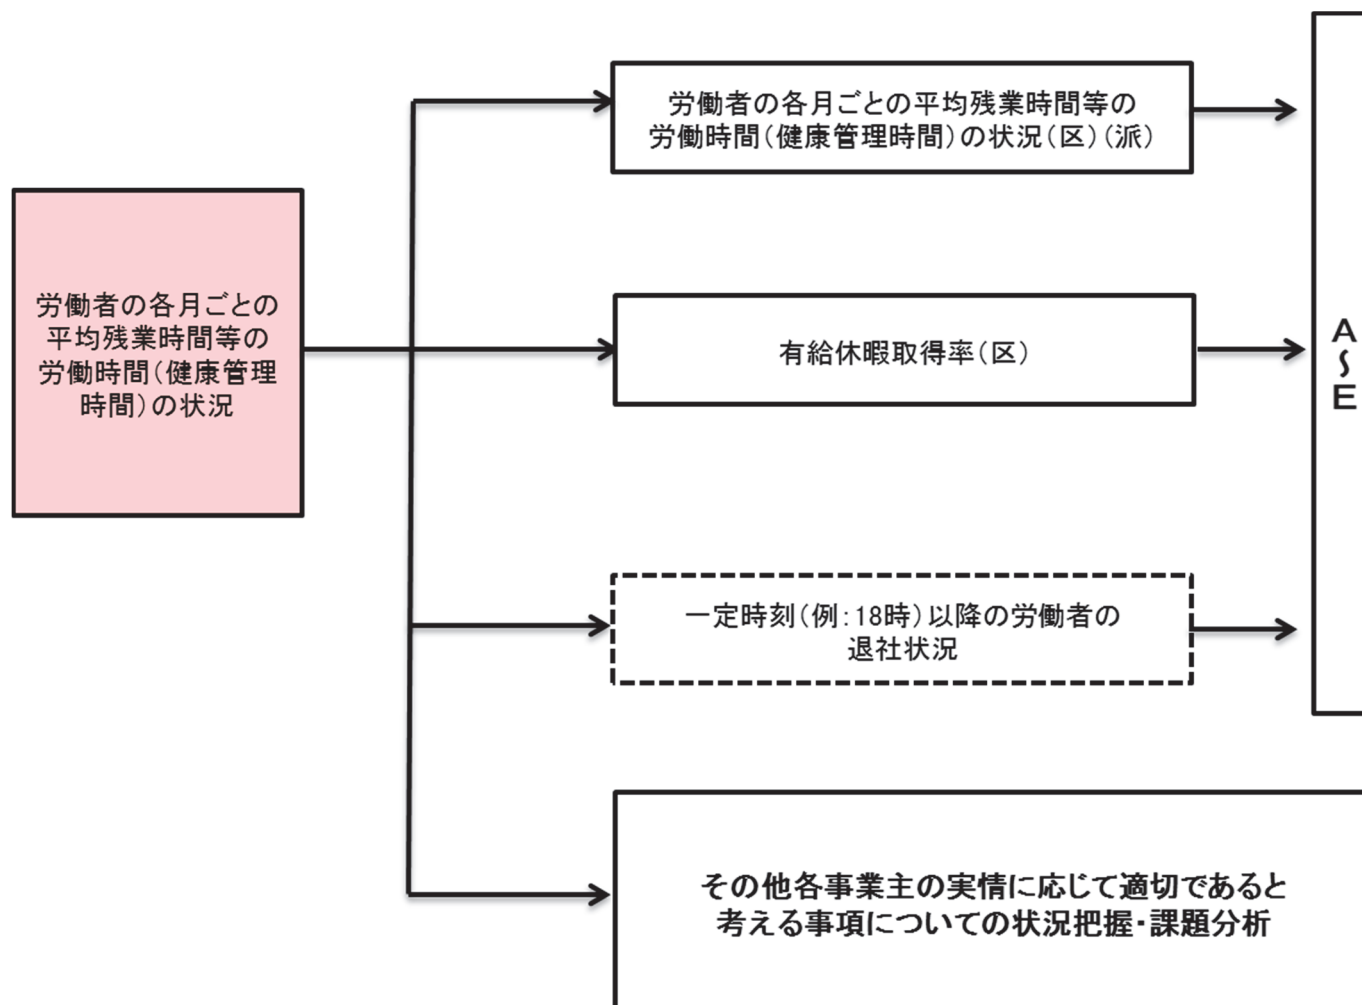 労働者の各月ごとの平均残業時間等の
労働時間(健康管理時間)の状況(区)(派)
労働者の各月ごとの
平均残業時間等の
労働時間(健康管理
時間)の状況
有給休暇取得率(区)
A
~
E
一定時刻(例:18時)以降の労働者の
退社状況
その他各事業主の実情に応じて適切であると
考える事項についての状況把握・課題分析